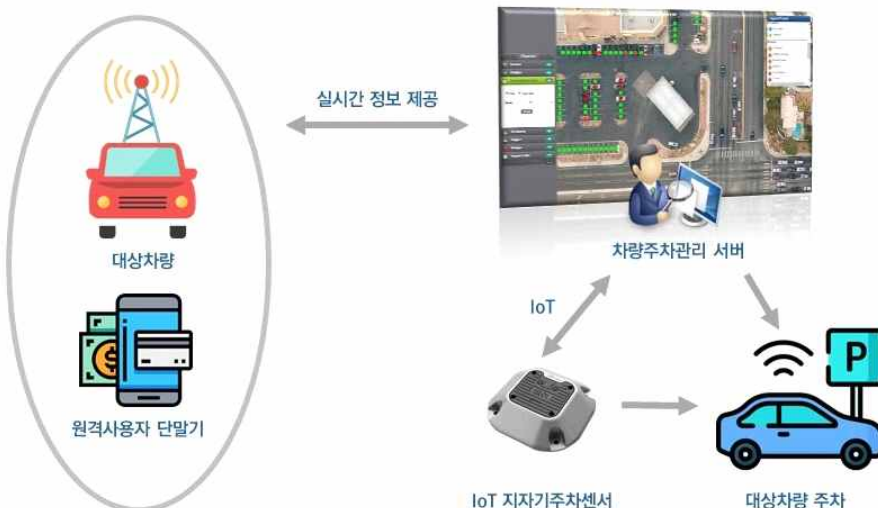 실시간 정보 제공
대상차량
차량주차관리 서버
IoT
P
원격사용자 단말기
IoT 지자기주차센서
대상차량 주차